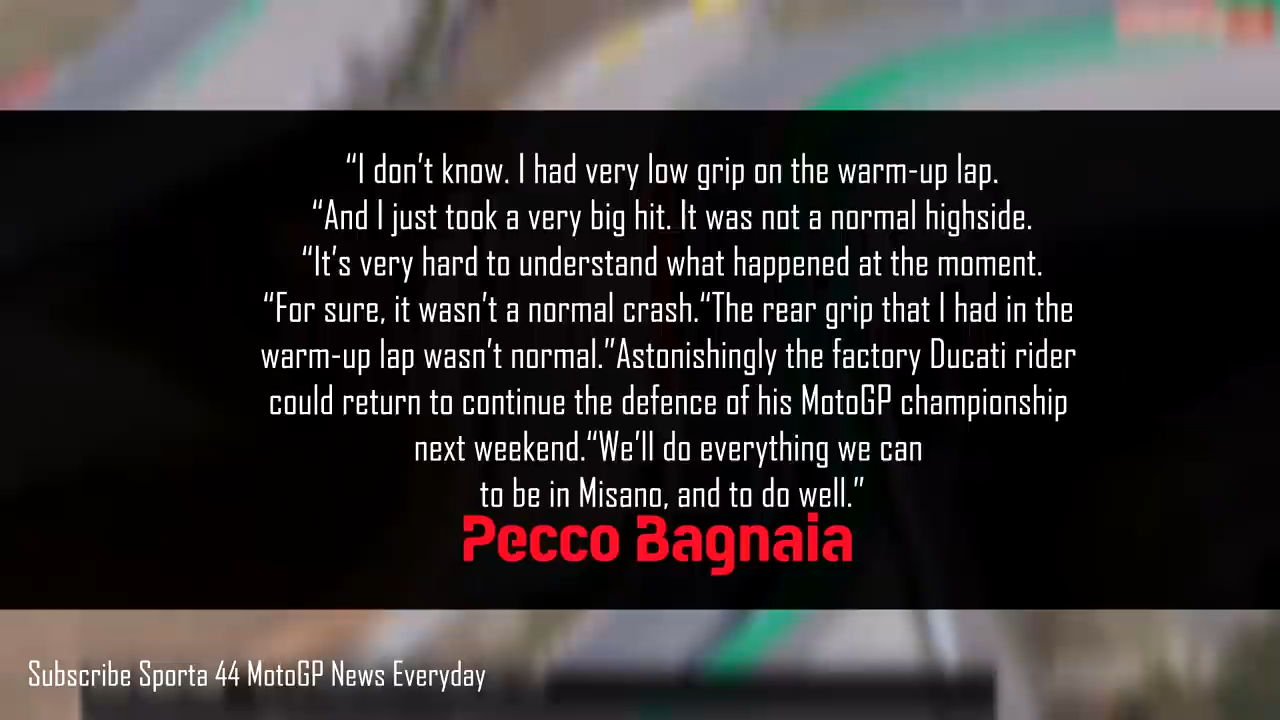 “I don’t know. I had very low grip on the warm-up lap.
“And I just took a very big hit. It was not a normal highside.
“It’s very hard to understand what happened at the moment.
“For sure, it wasn’t a normal crash.“The rear grip that I had in the
warm-up lap wasn’t normal.”Astonishingly the factory Ducati rider
could return to continue the defence of his MotoGP championship
next weekend.“We’ll do everything we can
to be in Misano, and to do well.”
Pecco Bagnaia
Subscribe Sporta 44 MotoGP News Everyday